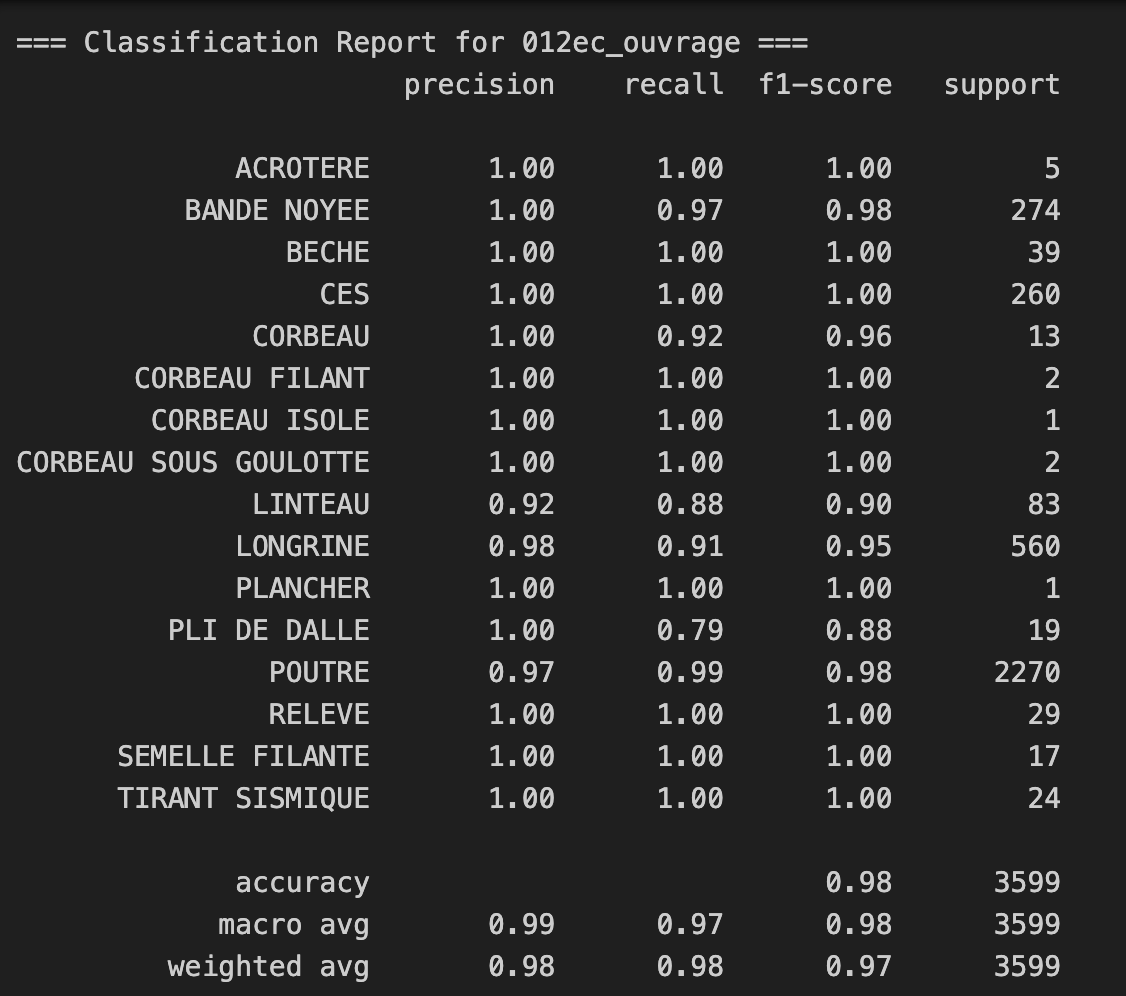 === Classification Report for 012ec_ouvrage ===
precision recall f1-score support
ACROTERE 1.00 1.00 1.00 5
BANDE NOYEE 1.00 0.97 0.98 274
BECHE 1.00 1.00 1.00 39
CES 1.00 1.00 1.00 260
CORBEAU 1.00 0.92 0.96 13
CORBEAU FILANT 1.00 1.00 1.00 2
CORBEAU ISOLE 1.00 1.00 1.00 1
CORBEAU SOUS GOULOTTE 1.00 1.00 1.00 2
LINTEAU 0.92 0.88 0.90 83
LONGRINE 0.98 0.91 0.95 560
PLANCHER 1.00 1.00 1.00 1
PLI DE DALLE 1.00 0.79 0.88 19
POUTRE 0.97 0.99 0.98 2270
RELEVE 1.00 1.00 1.00 29
SEMELLE FILANTE 1.00 1.00 1.00 17
TIRANT SISMIQUE 1.00 1.00 1.00 24
accuracy 0.98 3599
macro avg 0.99 0.97 0.98 3599
weighted avg 0.98 0.98 0.97 3599